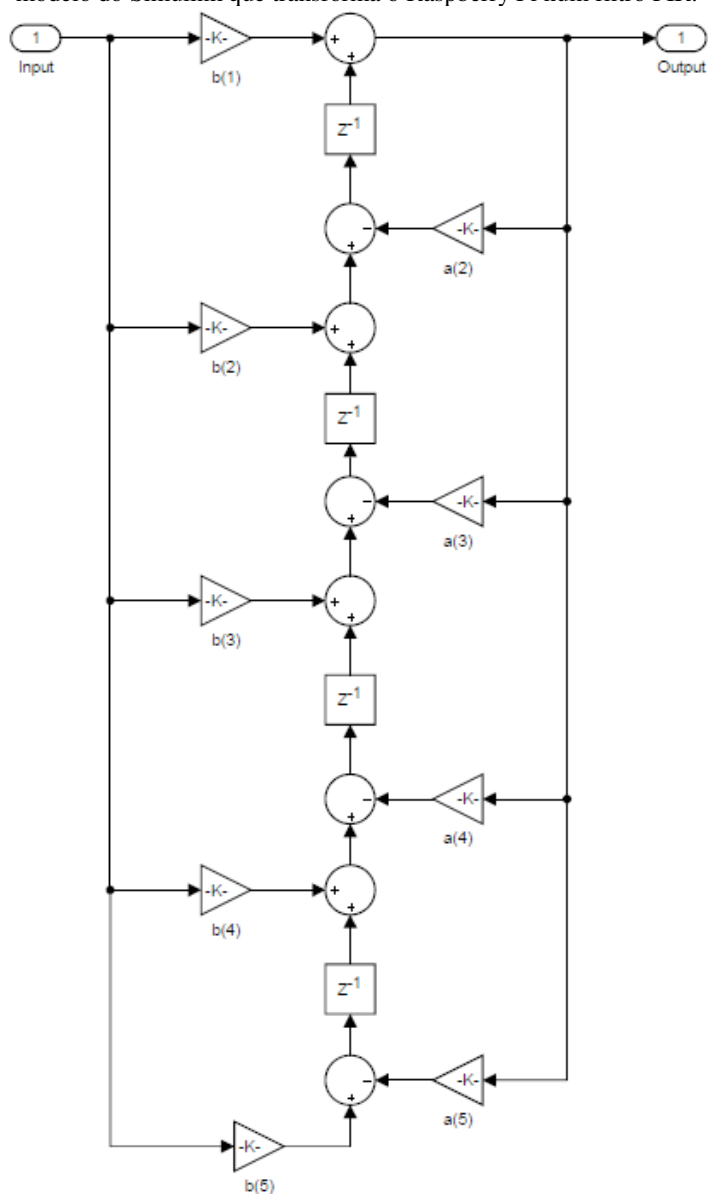 modelo do Simulink que transforma o Raspberry Pi num filtro
1 -K- + + 1
Input b(1) Output
Z-1
- + -K-
a(2)
-K- + +
b(2)
Z-1
- + -K-
a(3)
-K- + +
b(3)
Z-1
- + -K-
a(4)
-K- + +
b(4)
Z-1
- + -K-
a(5)
-K-
b(5)